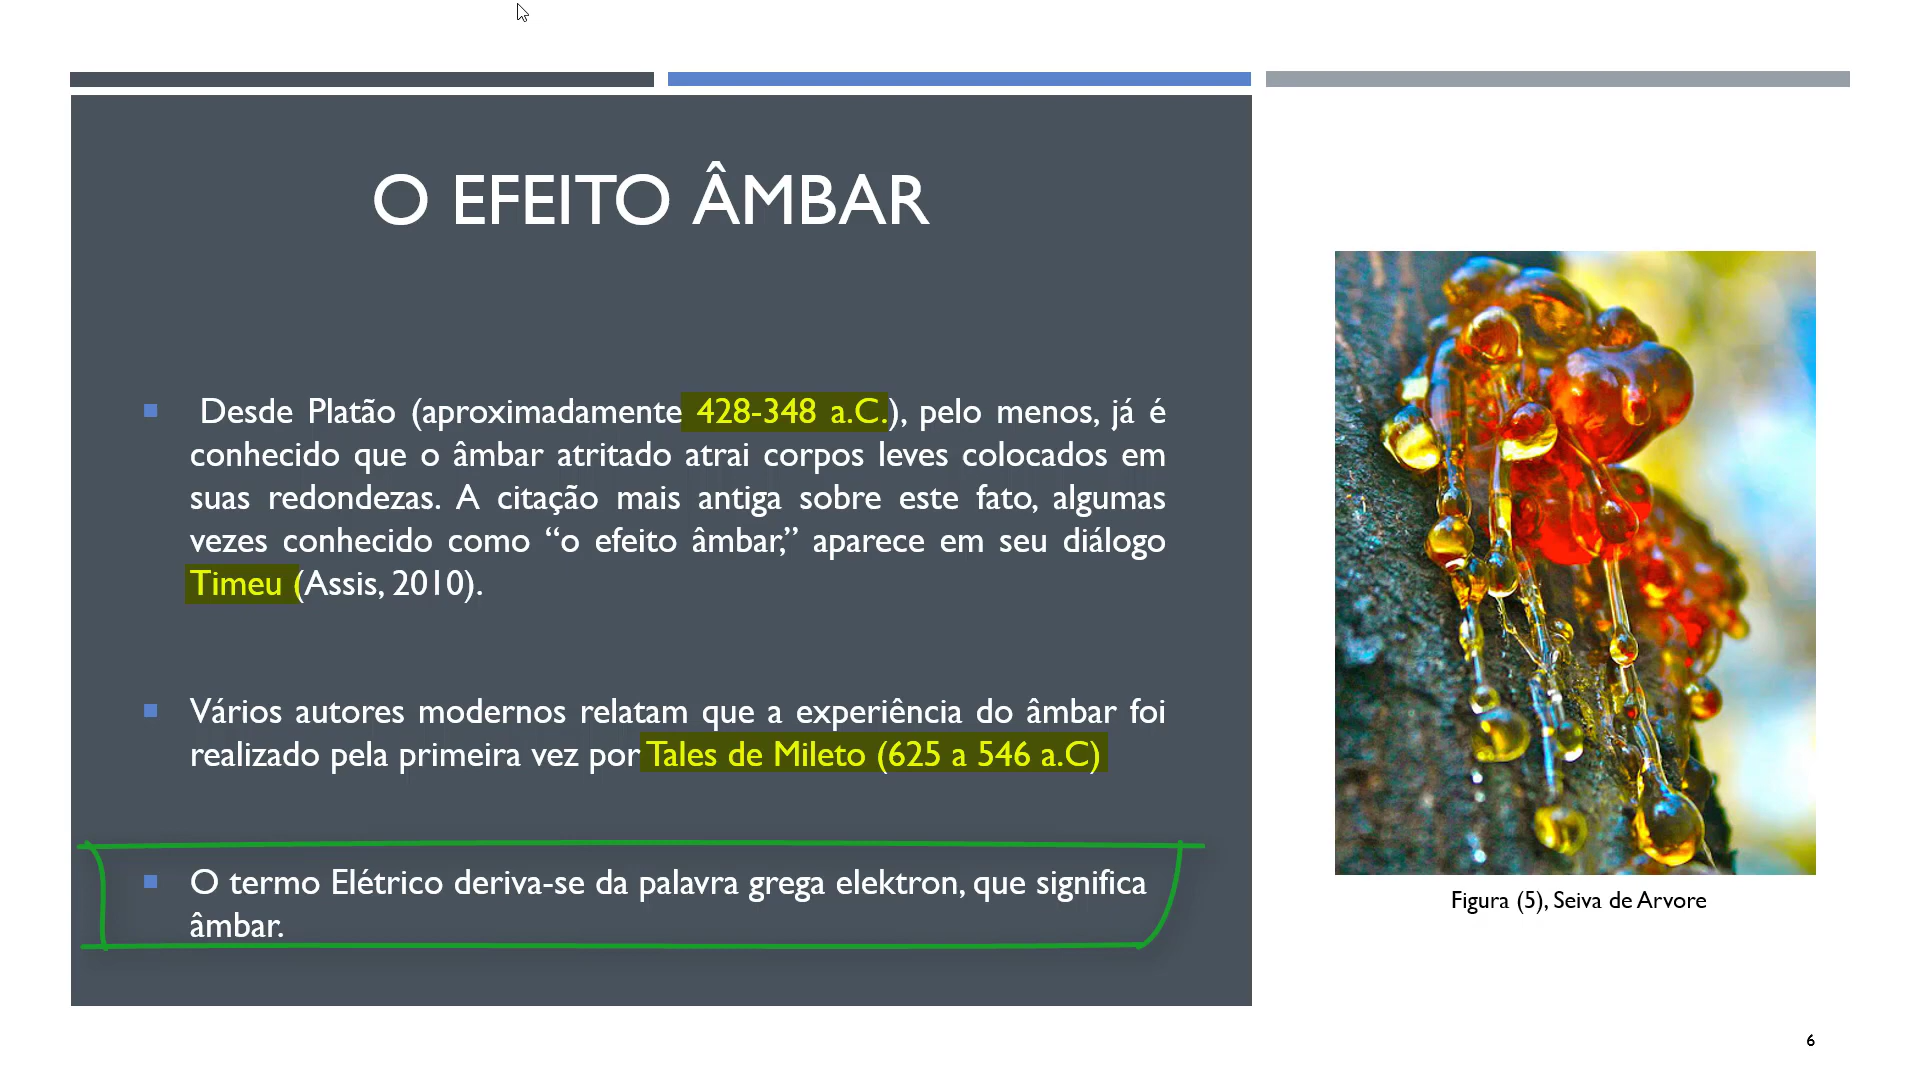 O EFEITO ÂMBAR
Desde Platão (aproximadamente 428-348 a.C.), pelo menos, já é
conhecido que o âmbar atritado atrai corpos leves colocados em
suas redondezas. A citação mais antiga sobre este fato, algumas
vezes conhecido como “o efeito âmbar,” aparece em seu diálogo
Timeu (Assis, 2010).
Vários autores modernos relatam que a experiência do âmbar foi
realizado pela primeira vez por Tales de Mileto (625 a 546 a.C)
O termo Elétrico deriva-se da palavra grega elektron, que significa
âmbar.
Figura (5), Seiva de Arvore
6